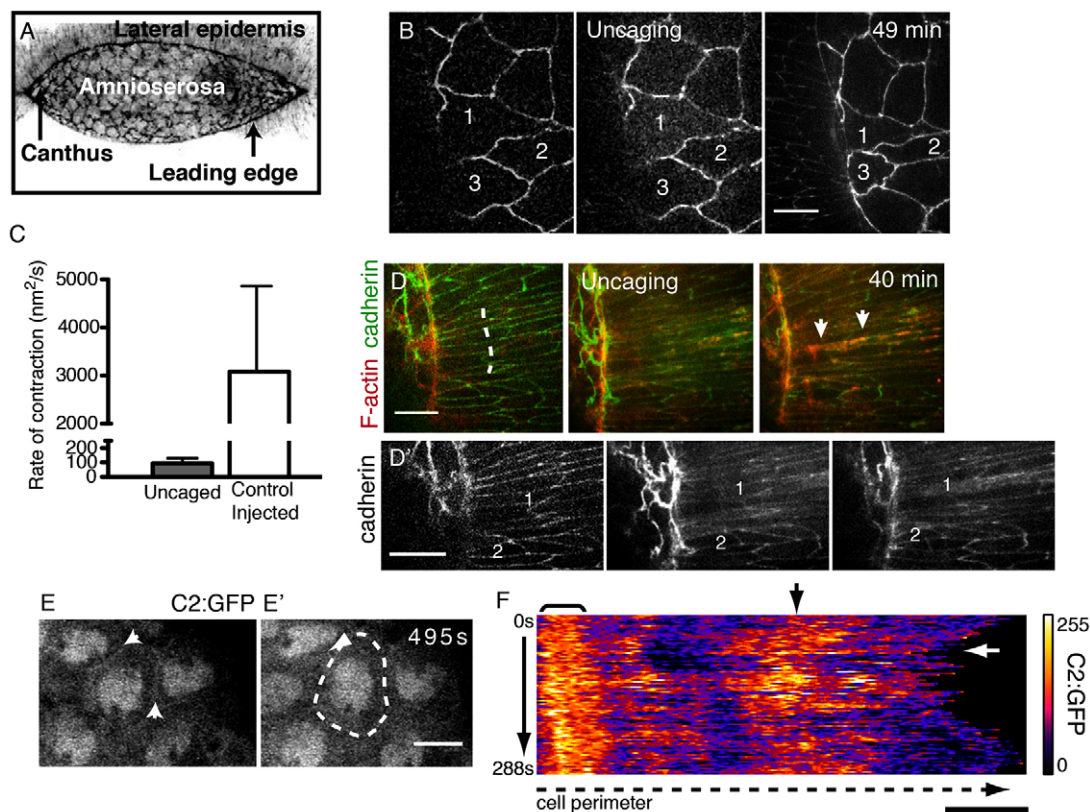 A
Lateral epidermis
Amnioserosa
Canthus
Leading edge
B
1
2
3
Uncaging
1
2
3
49 min
1
2
3
C
Rate of contraction (nm²/s)
5000
4000
3000
2000
200
100
0
Uncaged
Control
Injected
F-actin cadherin
D
Uncaging
40 min
cadherin
D'
1
2
1
2
1
2
C2:GFP
E
E'
495s
F
0s
288s
cell perimeter
255
0
C2:GFP